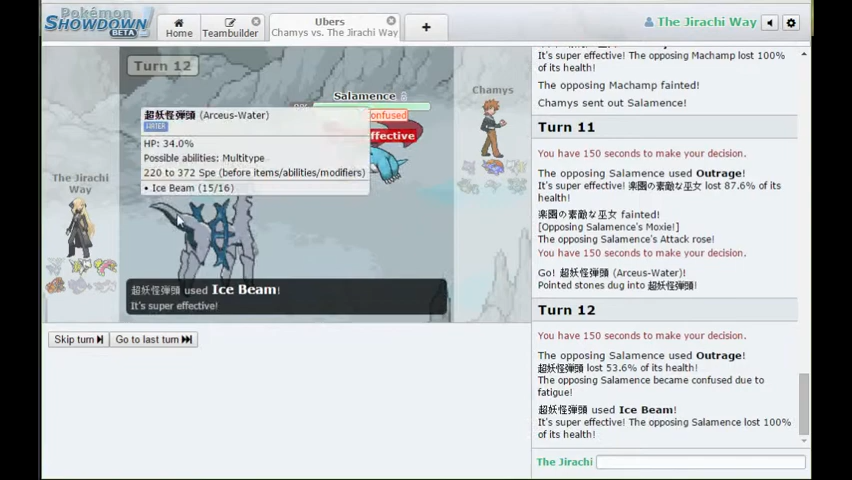 Pokémon
SHOWDOWN!
BETA
Home
Teambuilder
Ubers
Chamys vs. The Jirachi Way
+
The Jirachi Way
Turn 12
Salamence
Confused
超妖怪弾頭 (Arceus-Water)
WATER
HP: 34.0%
Possible abilities: Multitype
220 to 372 Spe (before items/abilities/modifiers)
• Ice Beam (15/16)
ffective
The Jirachi
Way
Chamys
超妖怪弾頭 used Ice Beam!
It's super effective!
Skip turn
Go to last turn
It's super effective! The opposing Machamp lost 100%
of its health!
The opposing Machamp fainted!
Chamys sent out Salamence!
Turn 11
You have 150 seconds to make your decision.
The opposing Salamence used Outrage!
It's super effective! 楽園の素敵な巫女 lost 87.6% of its
health!
楽園の素敵な巫女 fainted!
[Opposing Salamence's Moxie!]
The opposing Salamence's Attack rose!
You have 150 seconds to make your decision.
Go! 超妖怪弾頭 (Arceus-Water)!
Pointed stones dug into 超妖怪弾頭!
Turn 12
You have 150 seconds to make your decision.
The opposing Salamence used Outrage!
超妖怪弾頭 lost 53.6% of its health!
The opposing Salamence became confused due to
fatigue!
超妖怪弾頭 used Ice Beam!
It's super effective! The opposing Salamence lost 100%
of its health!
The Jirachi